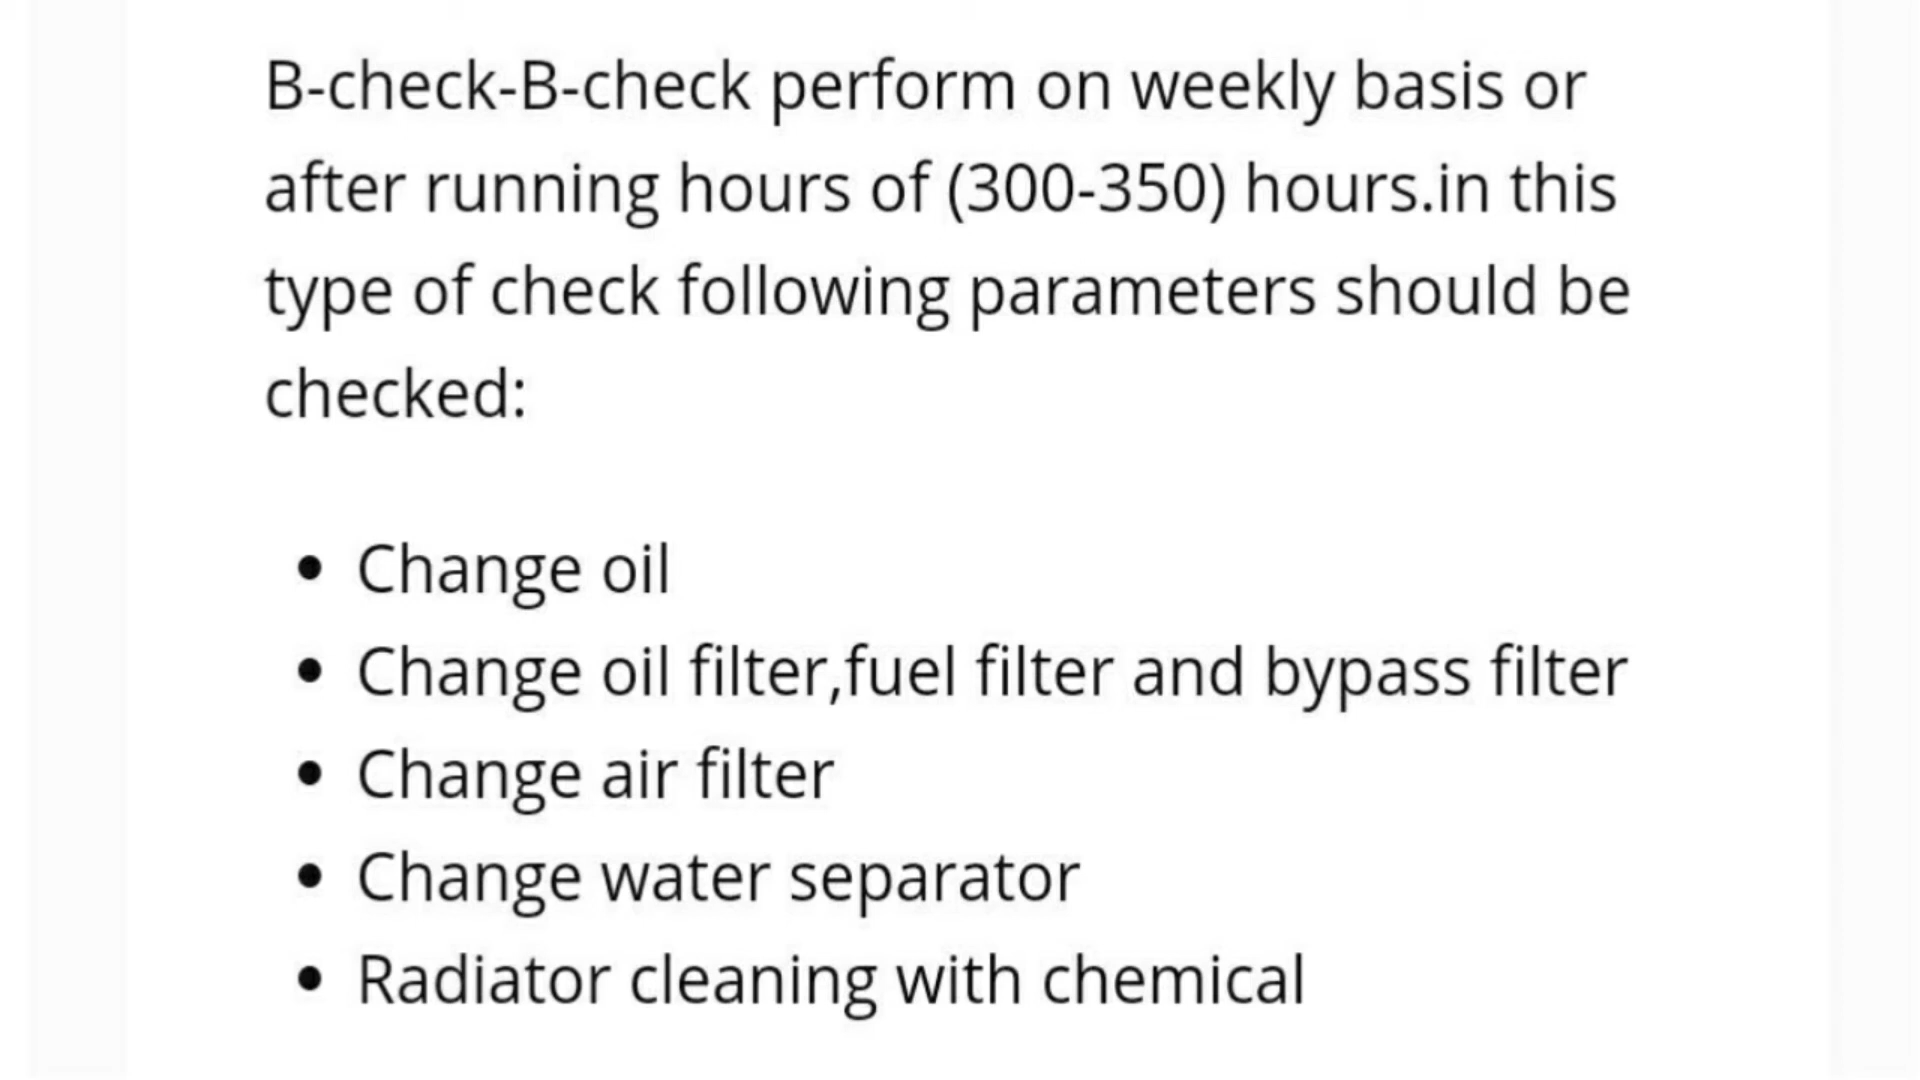 B-check-B-check perform on weekly basis or
after running hours of (300-350) hours.in this
type of check following parameters should be
checked:
• Change oil
• Change oil filter,fuel filter and bypass filter
• Change air filter
• Change water separator
• Radiator cleaning with chemical